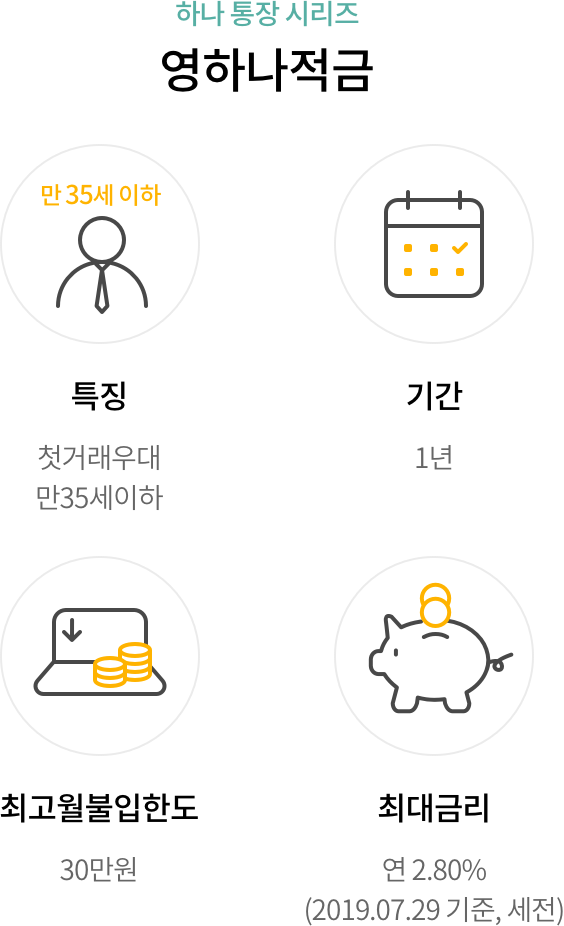 하나 통장 시리즈
영하나적금
만 35세 이하
특징
첫거래우대
만35세이하
기간
1년
최고월불입한도
30만원
최대금리
연 2.80%
(2019.07.29 기준, 세전)